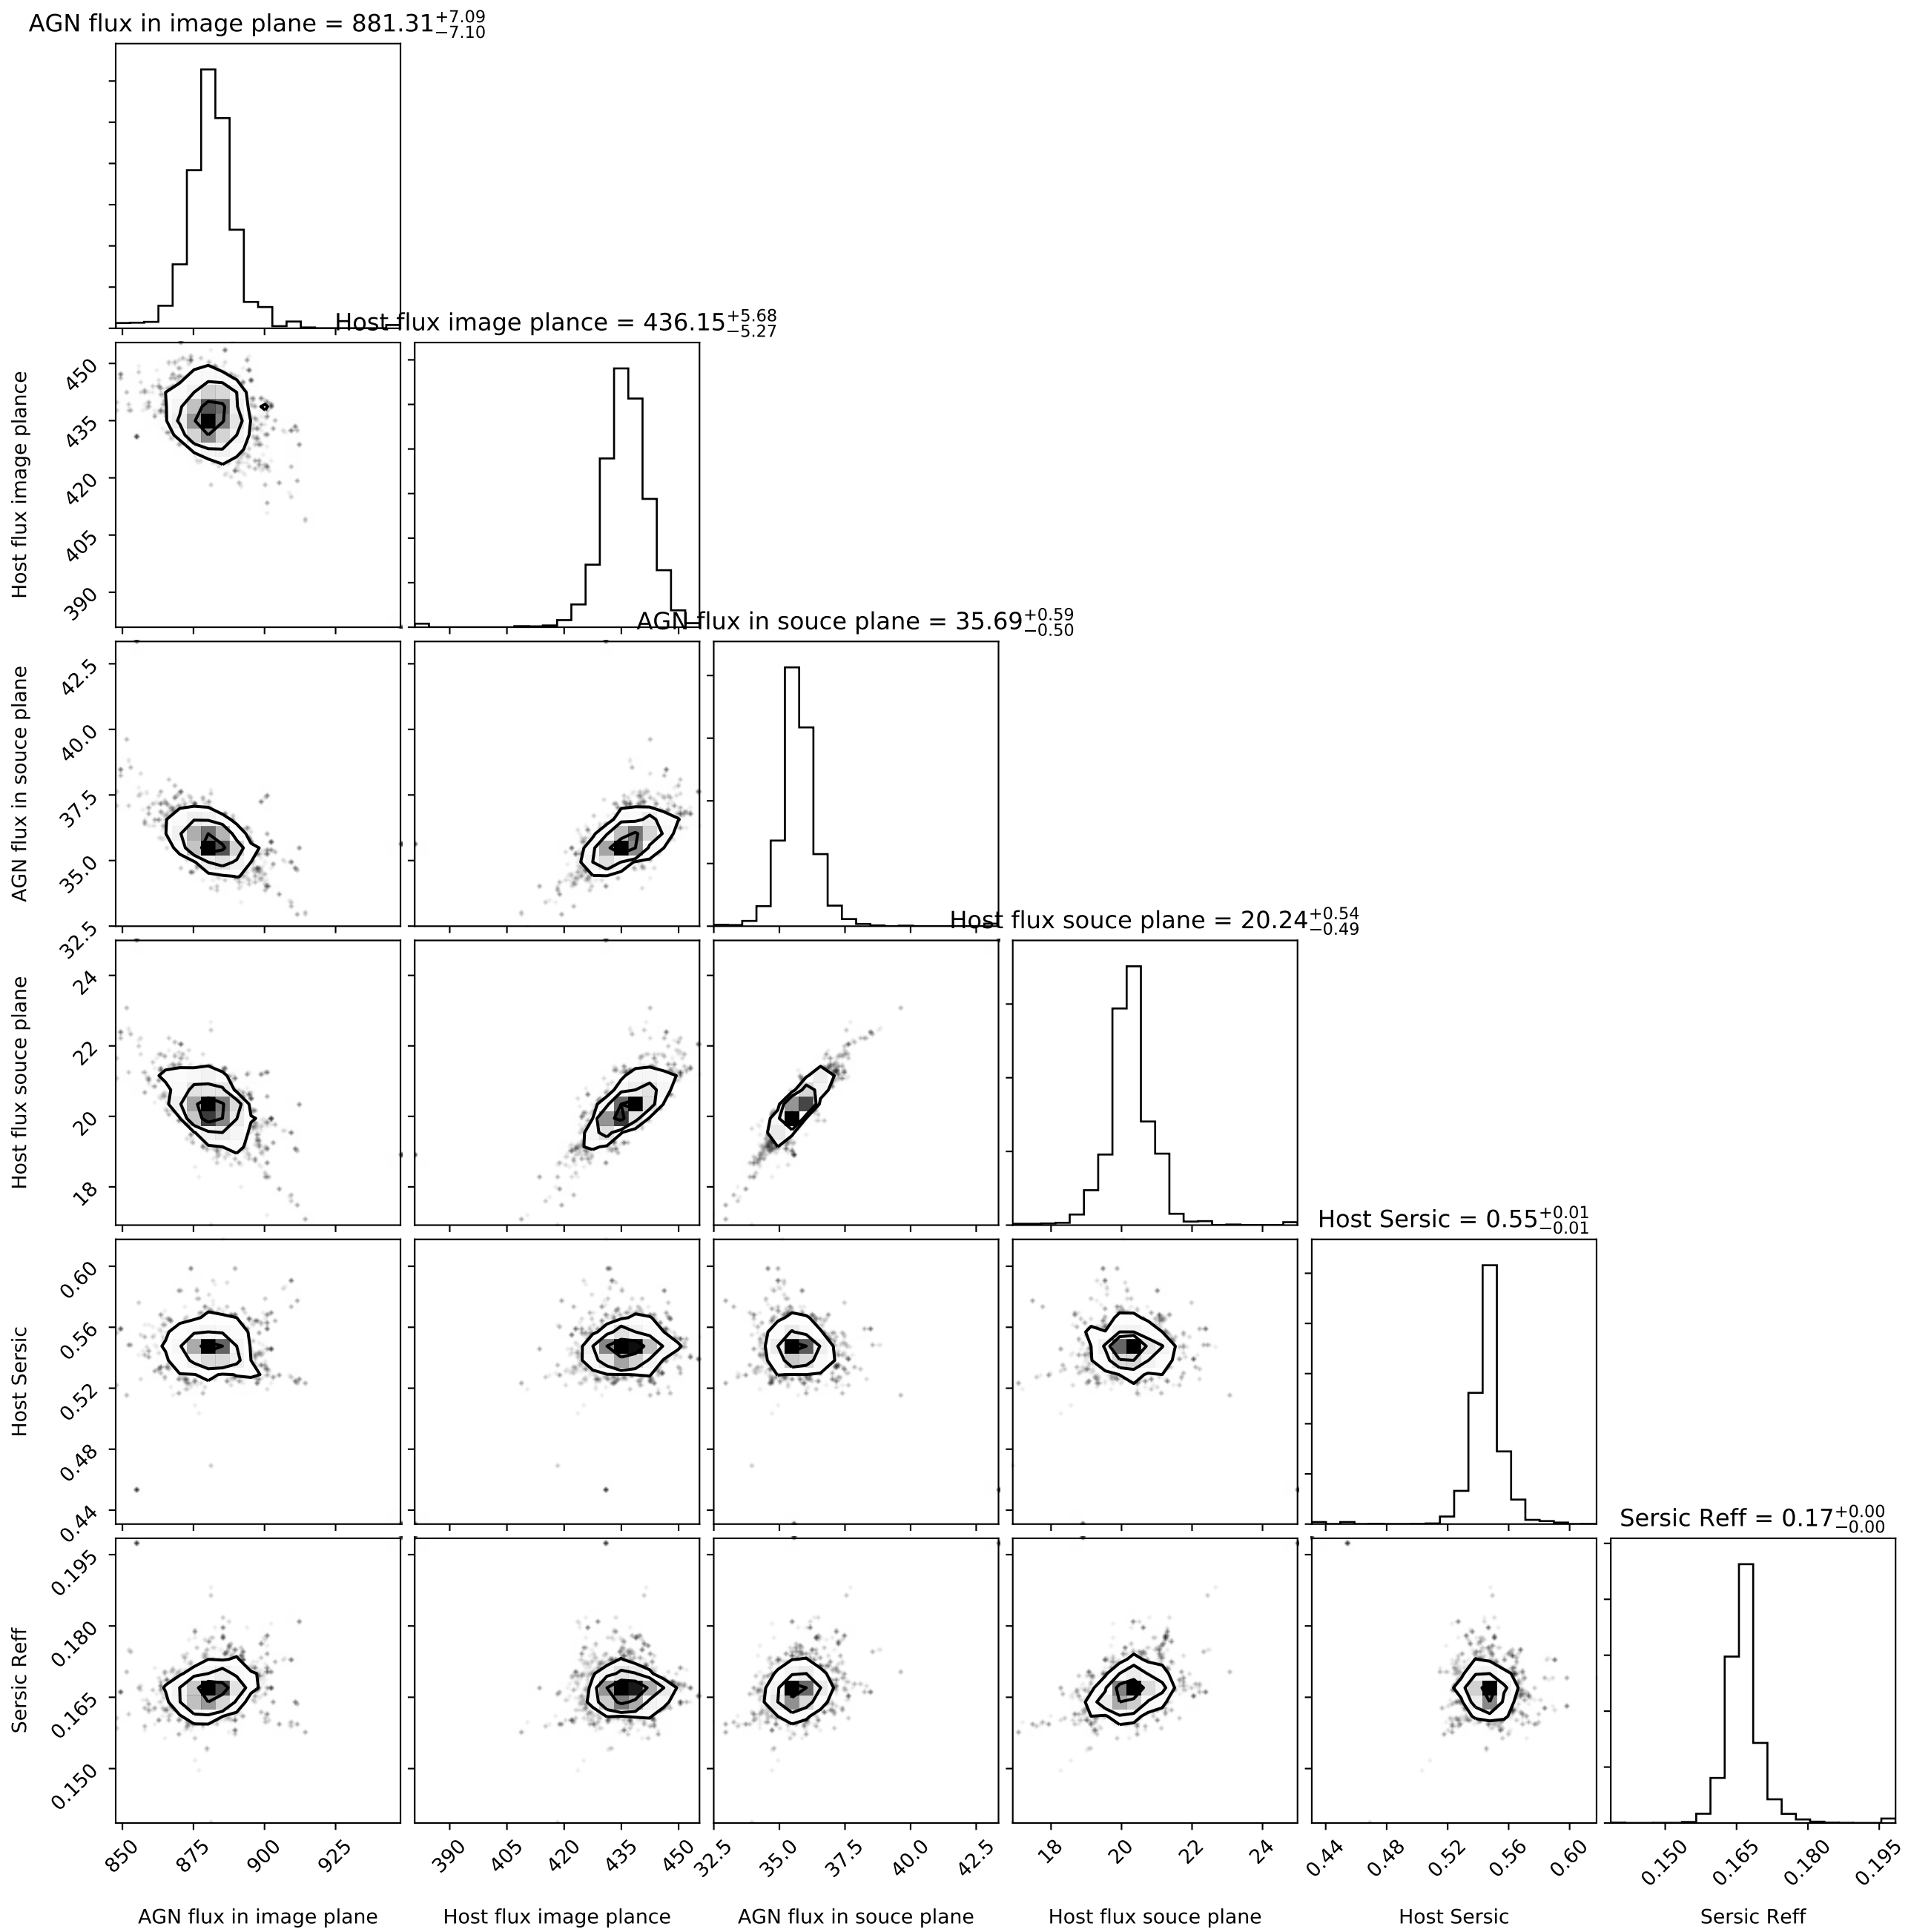 AGN flux in image plane = 881.31 +7.09 −7.10
Host flux image plance = 436.15 +5.68 −5.27
450
435
420
405
390
Host flux image plance
AGN flux in souce plane = 35.69 +0.59 −0.50
42.5
40.0
37.5
35.0
32.5
AGN flux in souce plane
Host flux souce plane = 20.24 +0.54 −0.49
24
22
20
18
Host flux souce plane
Host Sersic = 0.55 +0.01 −0.01
0.60
0.56
0.52
0.48
0.44
Host Sersic
Sersic Reff = 0.17 +0.00 −0.00
0.195
0.180
0.165
0.150
Sersic Reff
850 875 900 925 390 405 420 435 450 32.5 35.0 37.5 40.0 42.5 18 20 22 24 0.44 0.48 0.52 0.56 0.60 0.150 0.165 0.180 0.195
AGN flux in image plane Host flux image plance AGN flux in souce plane Host flux souce plane Host Sersic Sersic Reff